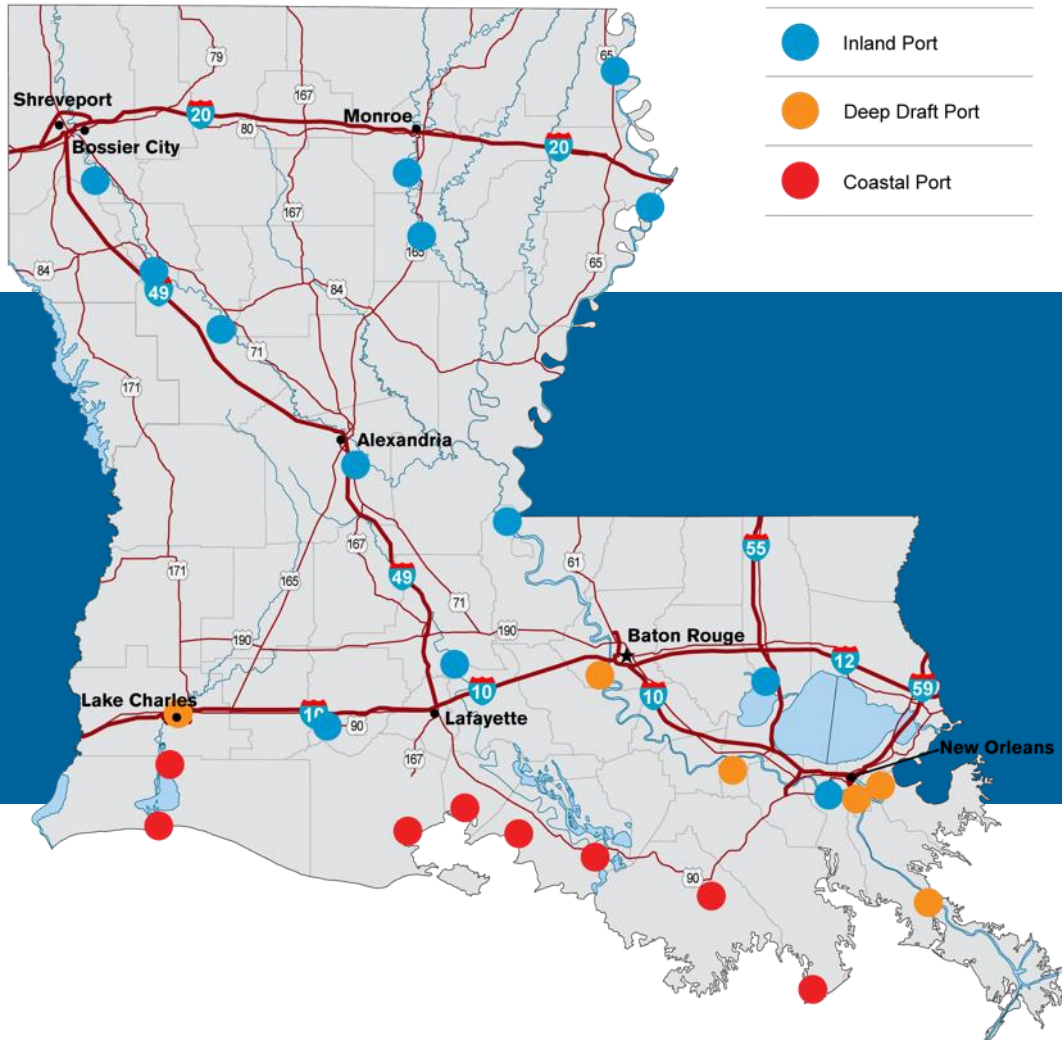 Inland Port
Deep Draft Port
Coastal Port
79
65
167
Shreveport
20
Monroe
80
Bossier City
20
167
165
84
65
49
84
71
171
Alexandria
167
61
55
171
165
49
71
190
190
Baton Rouge
12
10
10
59
Lake Charles
10
90
Lafayette
167
New Orleans
90